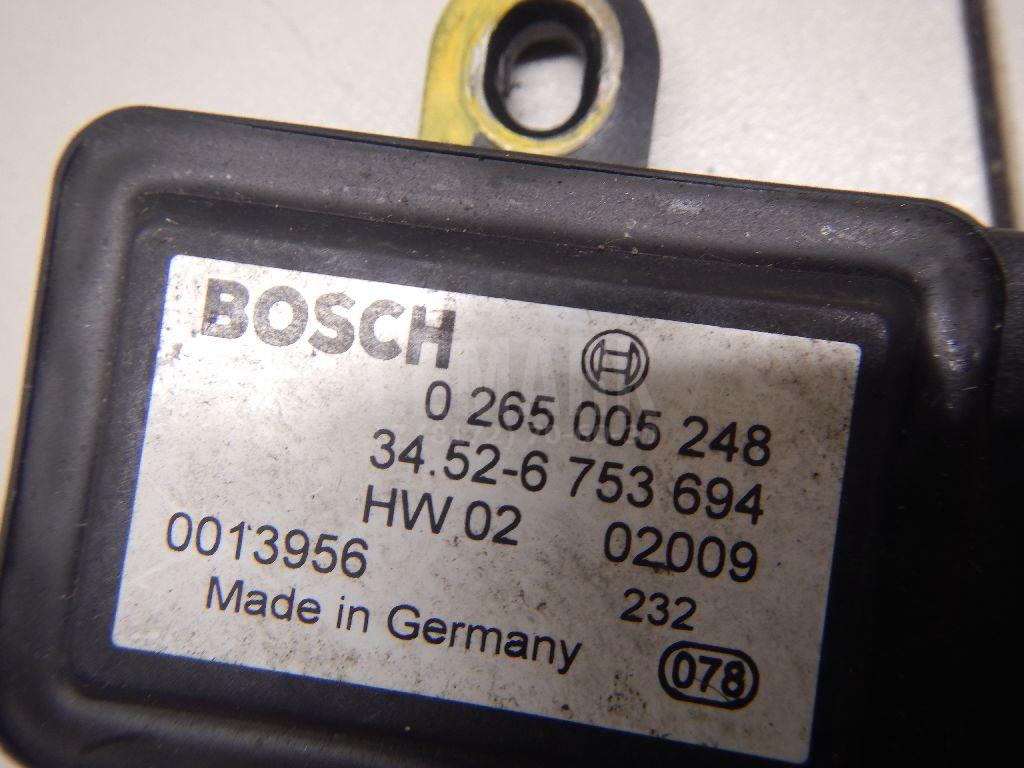 BOSCH
0 265 005 248
34.52-6 753 694
HW 02 02009
0013956
232
Made in Germany
078